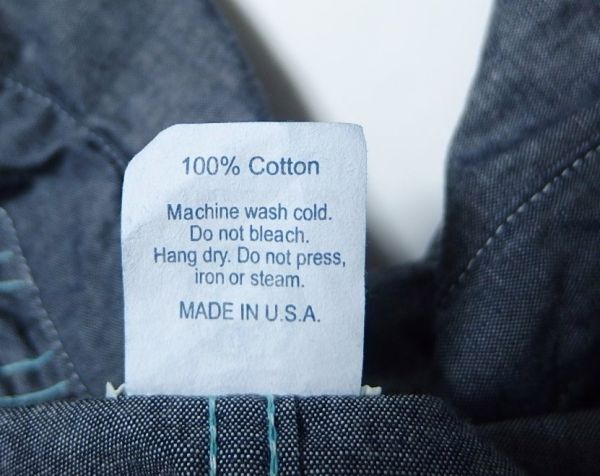 100% Cotton
Machine wash cold.
Do not bleach.
Hang dry. Do not press,
iron or steam.
MADE IN U.S.A.